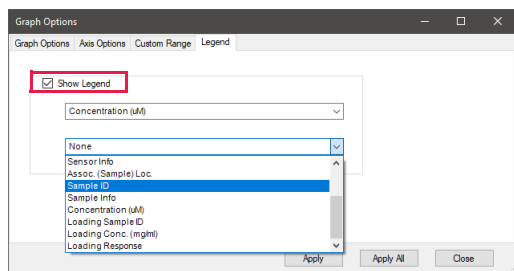 Graph Options
Graph Options Axis Options Custom Range Legend
Show Legend
Concentration (uM)
None
Sensor Info
Assoc. (Sample) Loc.
Sample ID
Sample Info
Concentration (uM)
Loading Sample ID
Loading Conc. (mg/ml)
Loading Response
Apply Apply All Close